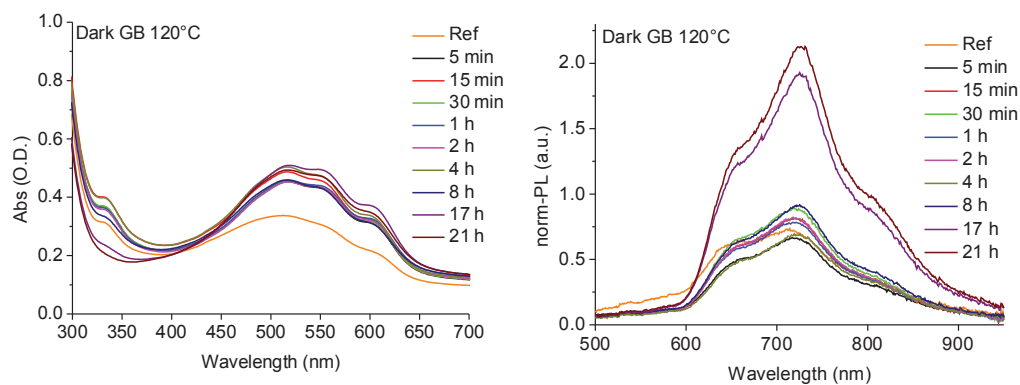 Dark GB 120°C
Abs (O.D.)
1.0
0.8
0.6
0.4
0.2
0.0
300 350 400 450 500 550 600 650 700
Wavelength (nm)
Ref
5 min
15 min
30 min
1 h
2 h
4 h
8 h
17 h
21 h
Dark GB 120°C
norm-PL (a.u.)
2.0
1.5
1.0
0.5
0.0
500 600 700 800 900
Wavelength (nm)
Ref
5 min
15 min
30 min
1 h
2 h
4 h
8 h
17 h
21 h